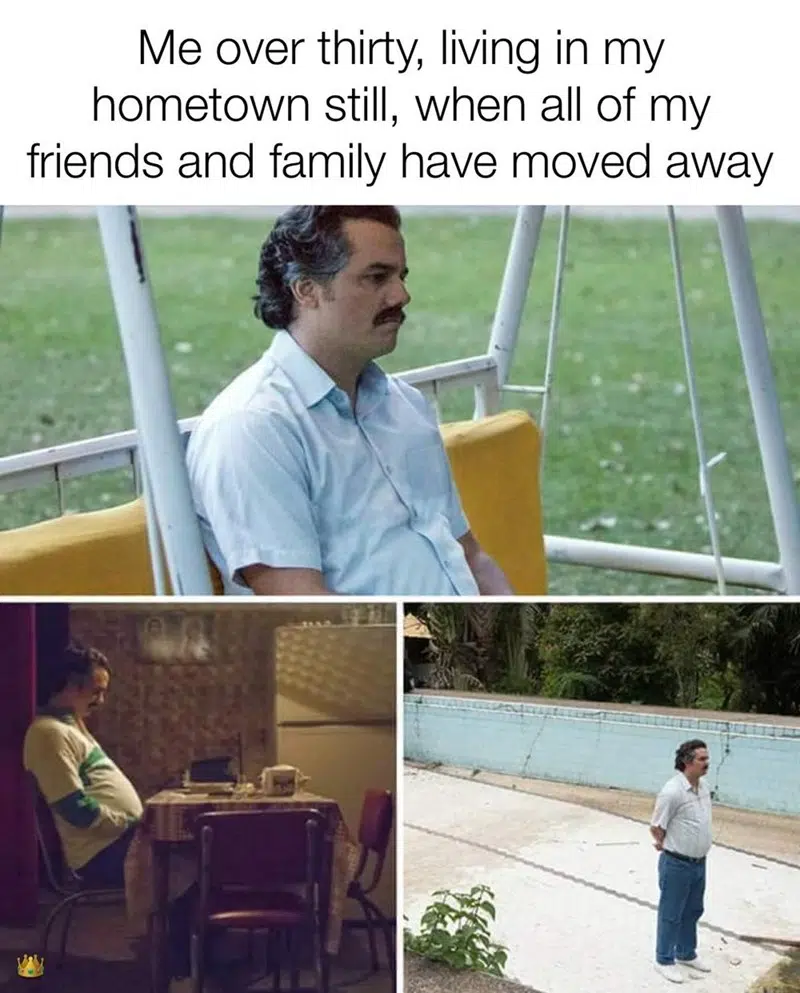 Me over thirty, living in my
hometown still, when all of my
friends and family have moved away